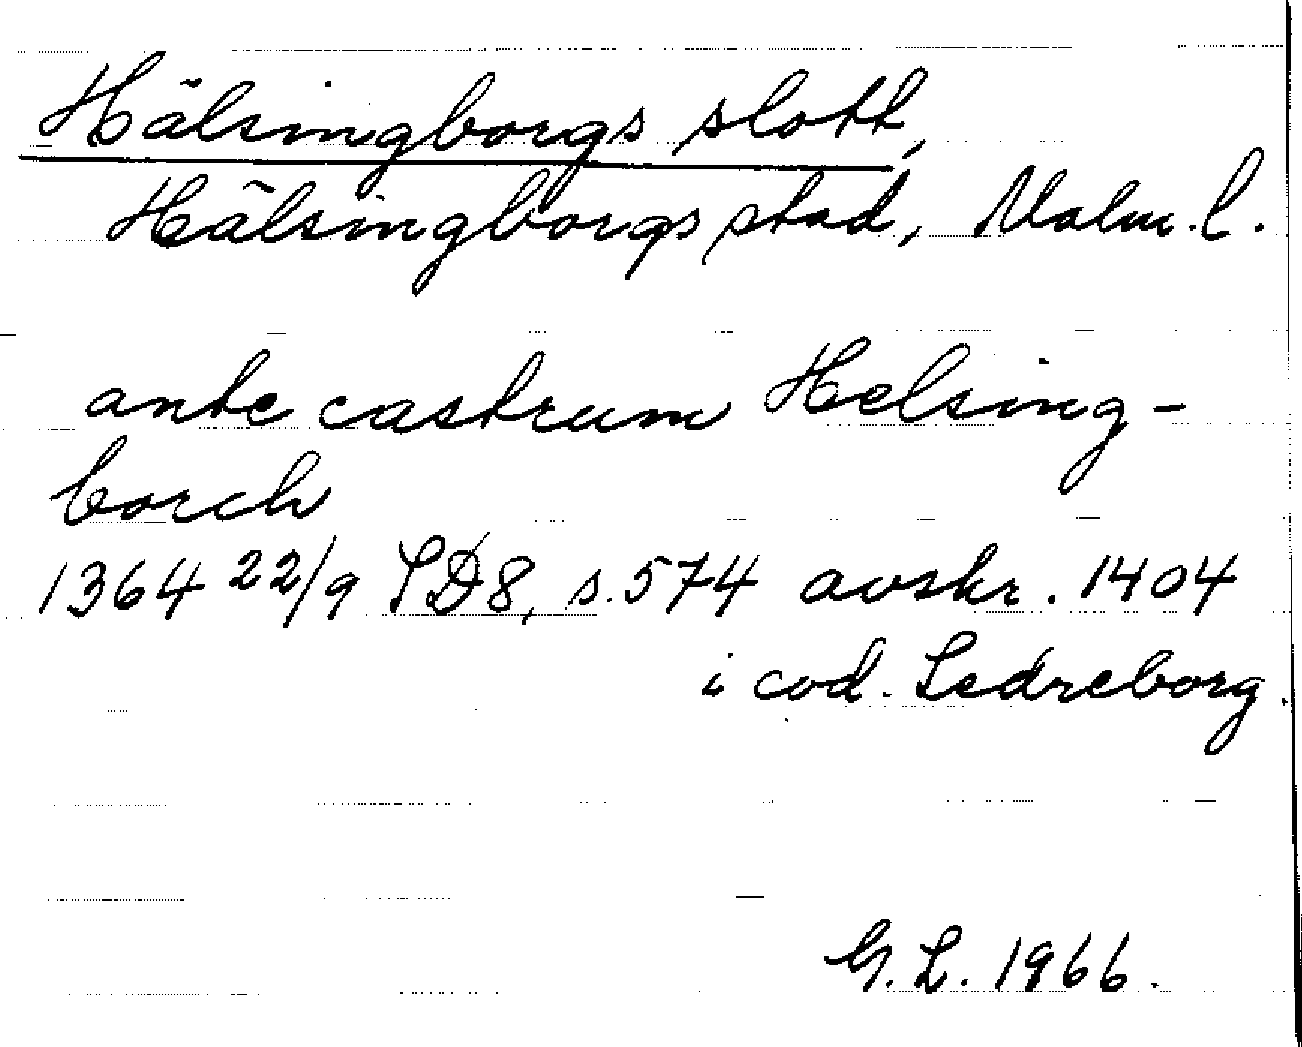 Hälsingborgs slott,
Hälsingborgs stad, Malm. l.
ante castrum Helsing-
borch
1364 22/9 SD8, s. 574 avskr. 1404
i cod. Ledreborg.
G. L. 1966.